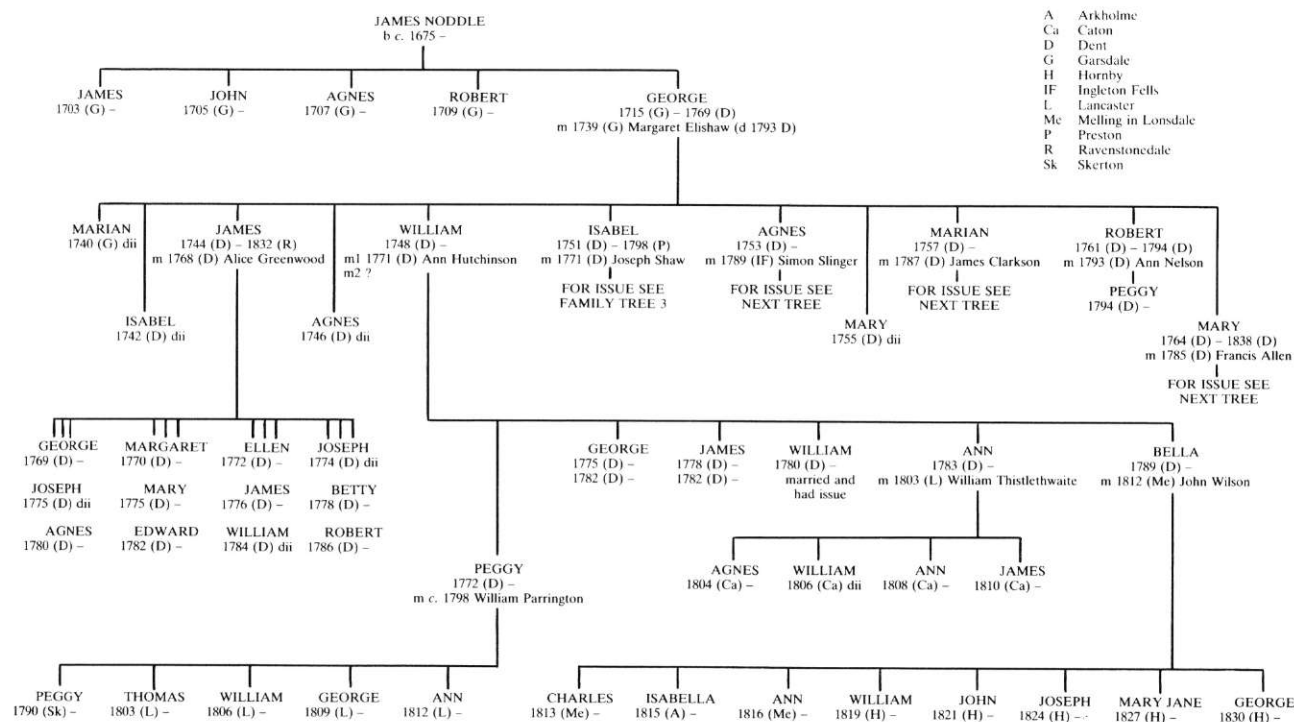 JAMES NODDLE
b c. 1675 –
A Arkholme
Ca Caton
D Dent
G Garsdale
H Hornby
IF Ingleton Fells
L Lancaster
Me Melling in Lonsdale
P Preston
R Ravenstonedale
Sk Skerton
JAMES
1703 (G) –
JOHN
1705 (G) –
AGNES
1707 (G) –
ROBERT
1709 (G) –
GEORGE
1715 (G) – 1769 (D)
m 1739 (G) Margaret Elishaw (d 1793 D)
MARIAN
1740 (G) dii
ISABEL
1742 (D) dii
JAMES
1744 (D) – 1832 (R)
m 1768 (D) Alice Greenwood
AGNES
1746 (D) dii
WILLIAM
1748 (D) –
m1 1771 (D) Ann Hutchinson
m2 ?
ISABEL
1751 (D) – 1798 (P)
m 1771 (D) Joseph Shaw
FOR ISSUE SEE
FAMILY TREE 3
AGNES
1753 (D) –
m 1789 (IF) Simon Slinger
FOR ISSUE SEE
NEXT TREE
MARY
1755 (D) dii
MARIAN
1757 (D) –
m 1787 (D) James Clarkson
FOR ISSUE SEE
NEXT TREE
ROBERT
1761 (D) – 1794 (D)
m 1793 (D) Ann Nelson
PEGGY
1794 (D) –
MARY
1764 (D) – 1838 (D)
m 1785 (D) Francis Allen
FOR ISSUE SEE
NEXT TREE
GEORGE
1769 (D) –
MARGARET
1770 (D) –
ELLEN
1772 (D) –
JOSEPH
1774 (D) dii
JOSEPH
1775 (D) dii
MARY
1775 (D) –
JAMES
1776 (D) –
BETTY
1778 (D) –
AGNES
1780 (D) –
EDWARD
1782 (D) –
WILLIAM
1784 (D) dii
ROBERT
1786 (D) –
PEGGY
1772 (D) –
m c. 1798 William Parrington
GEORGE
1775 (D) –
1782 (D) –
JAMES
1778 (D) –
1782 (D) –
WILLIAM
1780 (D) –
married and
had issue
ANN
1783 (D) –
m 1803 (L) William Thistlethwaite
BELLA
1789 (D) –
m 1812 (Me) John Wilson
AGNES
1804 (Ca) –
WILLIAM
1806 (Ca) dii
ANN
1808 (Ca) –
JAMES
1810 (Ca) –
PEGGY
1790 (Sk) –
THOMAS
1803 (L) –
WILLIAM
1806 (L) –
GEORGE
1809 (L) –
ANN
1812 (L) –
CHARLES
1813 (Me) –
ISABELLA
1815 (A) –
ANN
1816 (Me) –
WILLIAM
1819 (H) –
JOHN
1821 (H) –
JOSEPH
1824 (H) –
MARY JANE
1827 (H) –
GEORGE
1830 (H) –